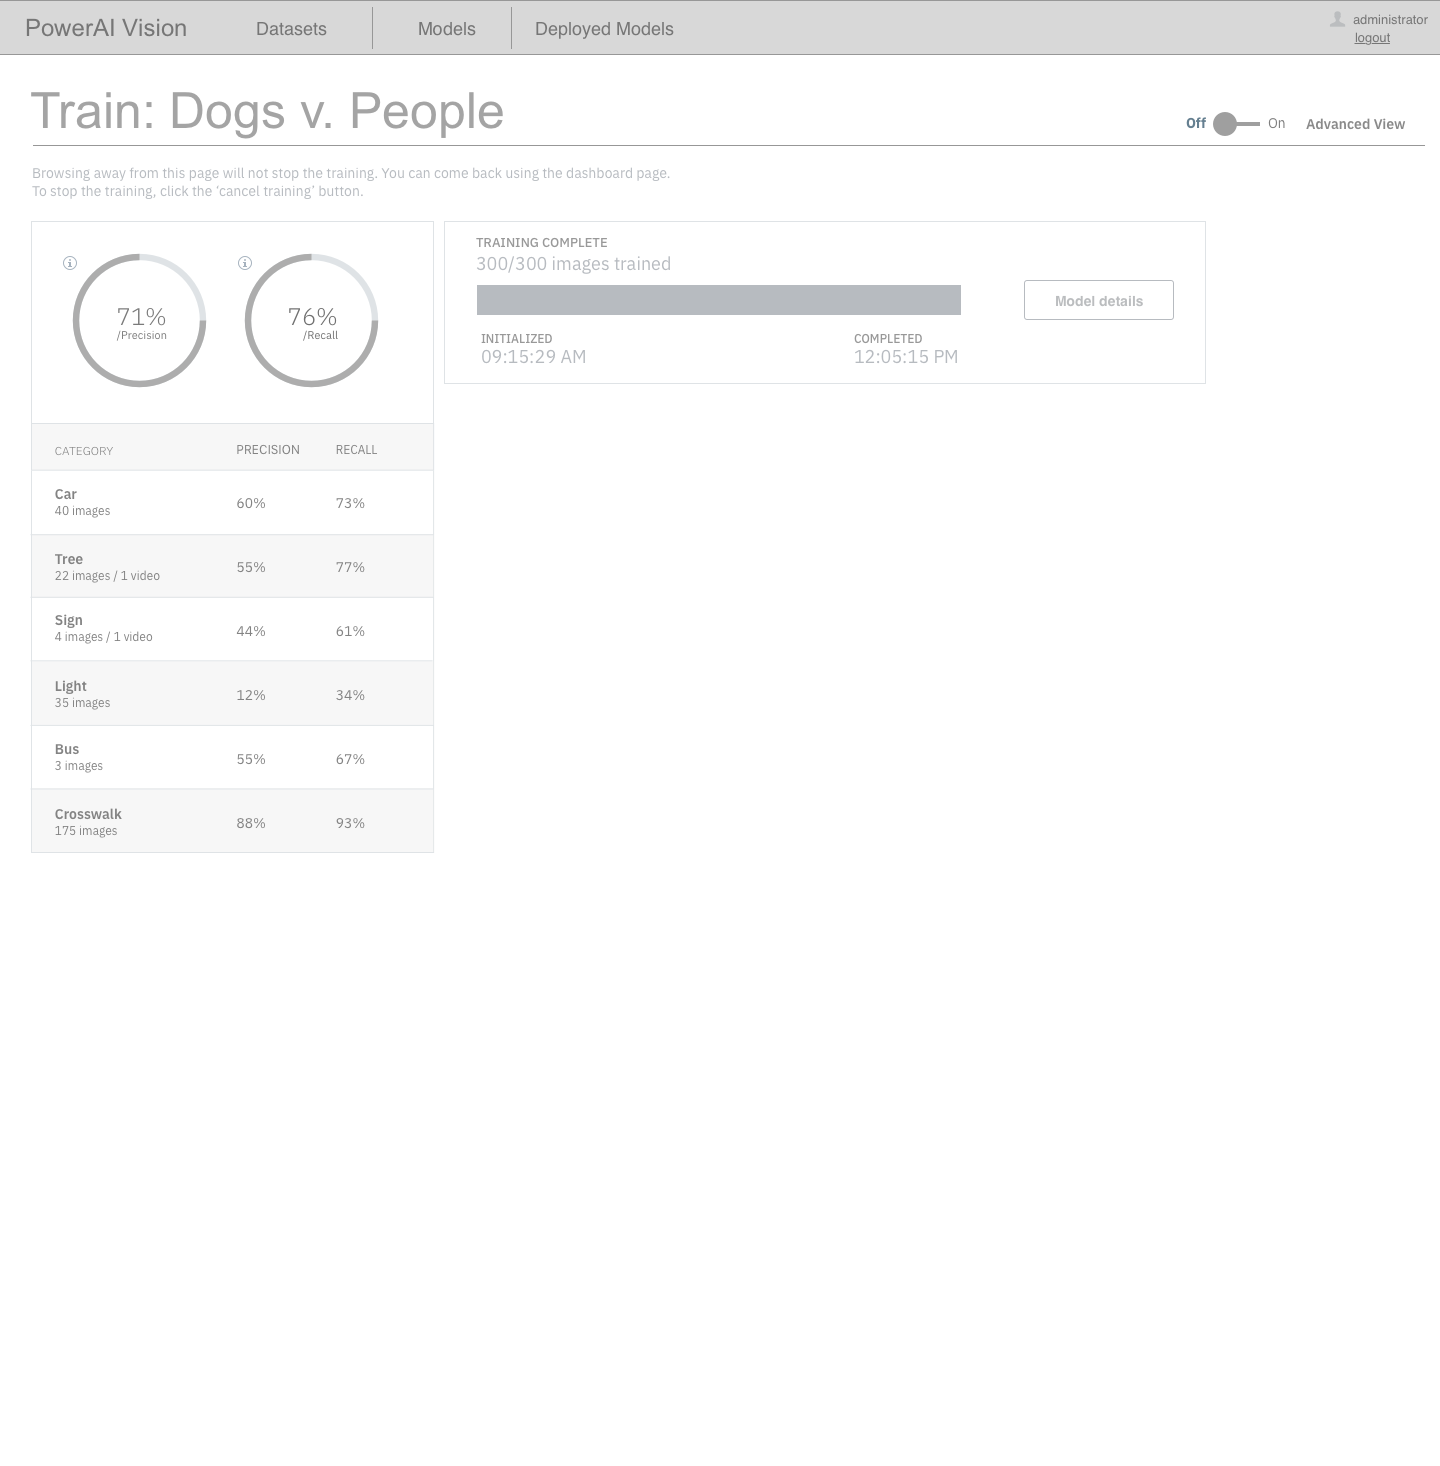 PowerAI Vision
Datasets
Models
Deployed Models
administrator
logout
Train: Dogs v. People
Off
On
Advanced View
Browsing away from this page will not stop the training. You can come back using the dashboard page.
To stop the training, click the ‘cancel training’ button.
71%
/Precision
76%
/Recall
TRAINING COMPLETE
300/300 images trained
Model details
INITIALIZED
09:15:29 AM
COMPLETED
12:05:15 PM
CATEGORY PRECISION RECALL
Car
40 images
60% 73%
Tree
22 images / 1 video
55% 77%
Sign
4 images / 1 video
44% 61%
Light
35 images
12% 34%
Bus
3 images
55% 67%
Crosswalk
175 images
88% 93%